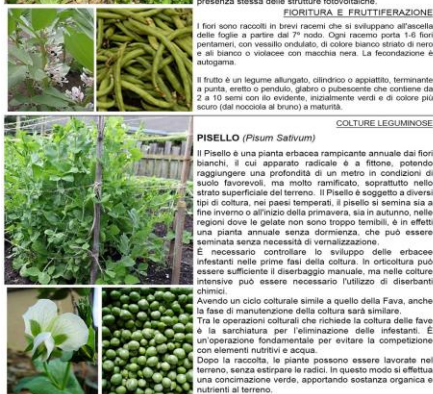 presenza stessa delle strutture fotovoltaiche.
FIORITURA E FRUTTIFERAZIONE
I fiori sono raccolti in brevi racemi che si sviluppano all'ascella
delle foglie a partire dal 7° nodo. Ogni racemo porta 1-6 fiori
pentameri, con vessillo ondulato, di colore bianco striato di nero
e ali bianco o violacee con macchia nera. La fecondazione è
autogama.
Il frutto è un legume allungato, cilindrico o appiattito, terminante
a punta, eretto o pendulo, glabro o pubescente che contiene da
2 a 10 semi con ilo evidente, inizialmente verdi e di colore più
scuro (dal nocciola al bruno) a maturità.
COLTURE LEGUMINOSE
PISELLO (Pisum Sativum)
Il Pisello è una pianta erbacea rampicante annuale dai fiori
bianchi, il cui apparato radicale è a fittone, potendo
raggiungere una profondità di un metro in condizioni di
suolo favorevoli, ma molto ramificato, soprattutto nello
strato superficiale del terreno. Il Pisello è soggetto a diversi
tipi di coltura, nei paesi temperati, il pisello si semina sia a
fine inverno o all'inizio della primavera, sia in autunno, nelle
regioni dove le gelate non sono troppo temibili, è in effetti
una pianta annuale senza dormienza, che può essere
seminata senza necessità di vernalizzazione.
È necessario controllare lo sviluppo delle erbacee
infestanti nelle prime fasi della coltura. In orticoltura può
essere sufficiente il diserbaggio manuale, ma nelle colture
intensive può essere necessario l'utilizzo di diserbanti
chimici.
Avendo un ciclo colturale simile a quello della Fava, anche
la fase di manutenzione della coltura sarà similare.
Tra le operazioni colturali che richiede la coltura delle fave
è la sarchiatura per l'eliminazione delle infestanti. È
un'operazione fondamentale per evitare la competizione
con elementi nutritivi e acqua.
Dopo la raccolta, le piante possono essere lavorate nel
terreno, senza estirpare le radici. In questo modo si effettua
una concimazione verde, apportando sostanza organica e
nutrienti al terreno.